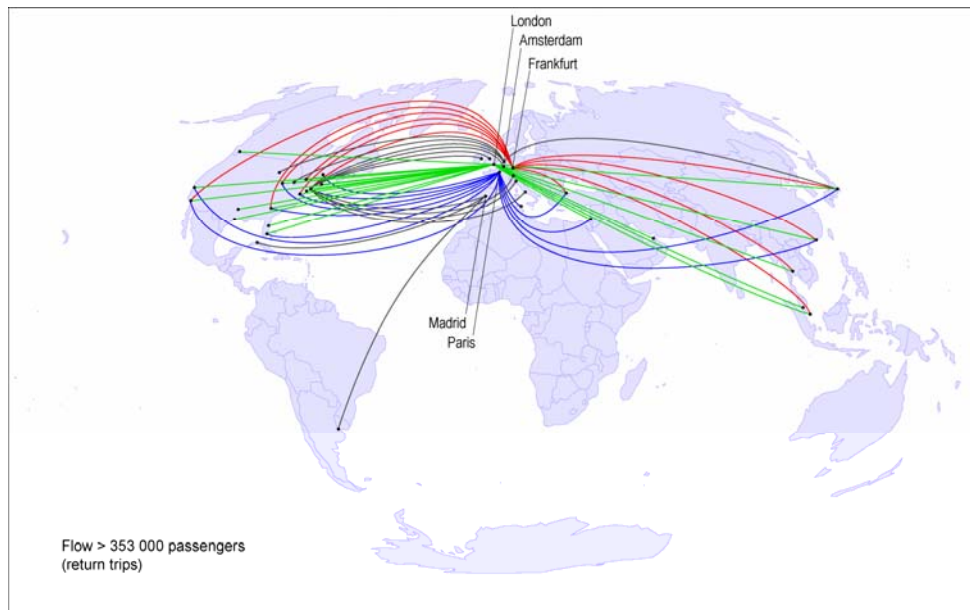 London
Amsterdam
Frankfurt
Madrid
Paris
Flow > 353 000 passengers
(return trips)